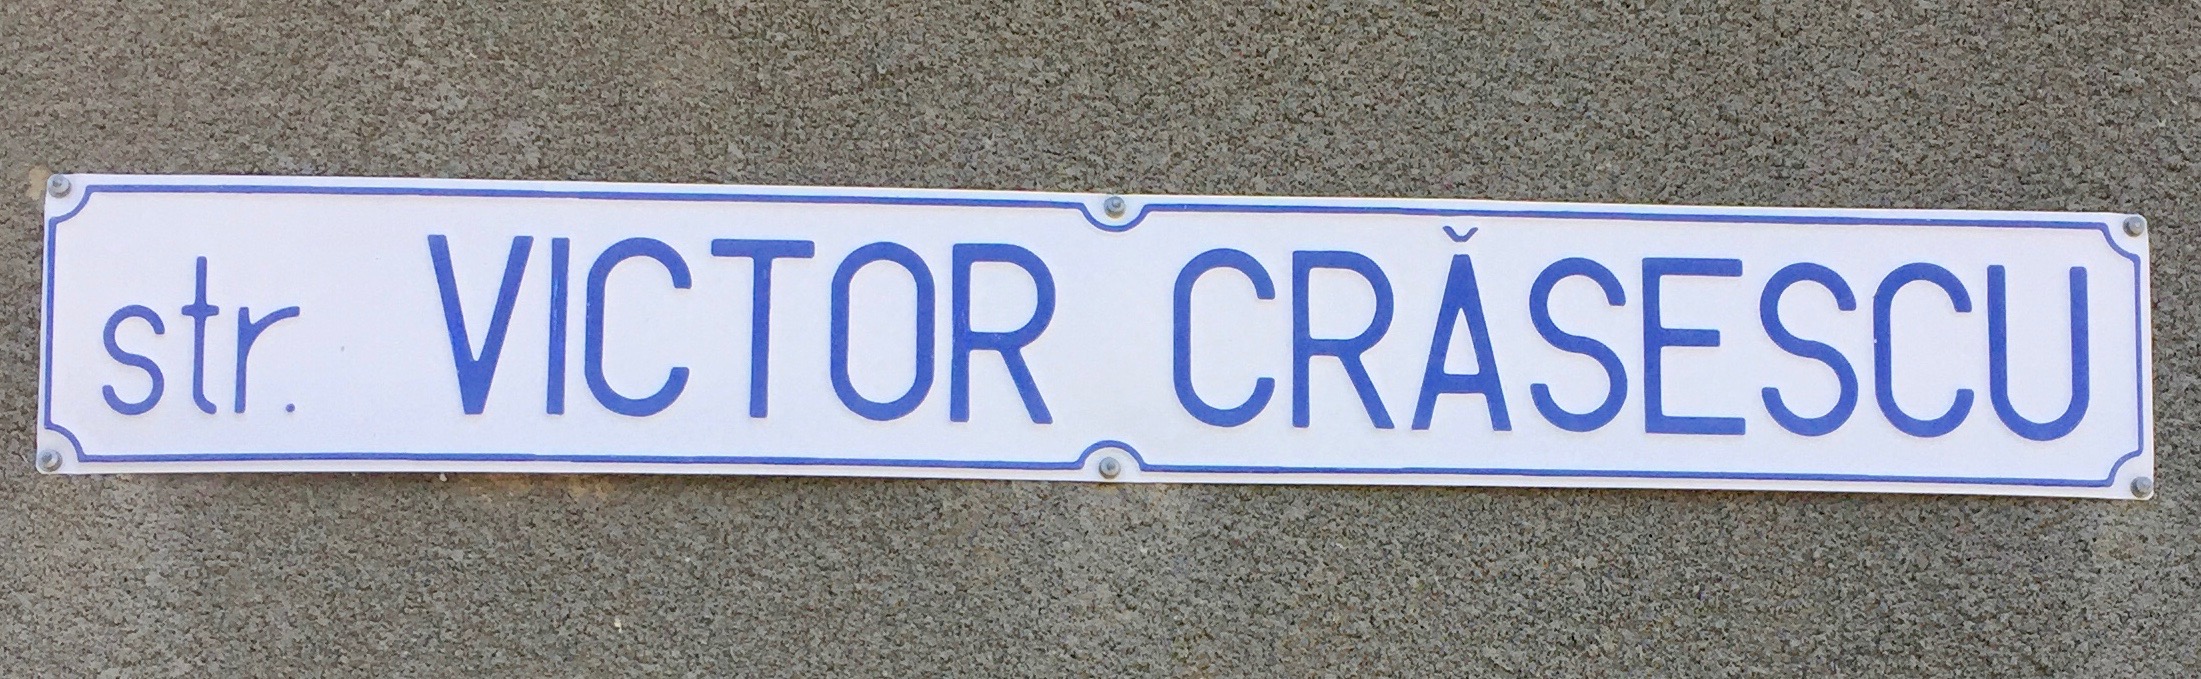 str. VICTOR CRĂSESCU